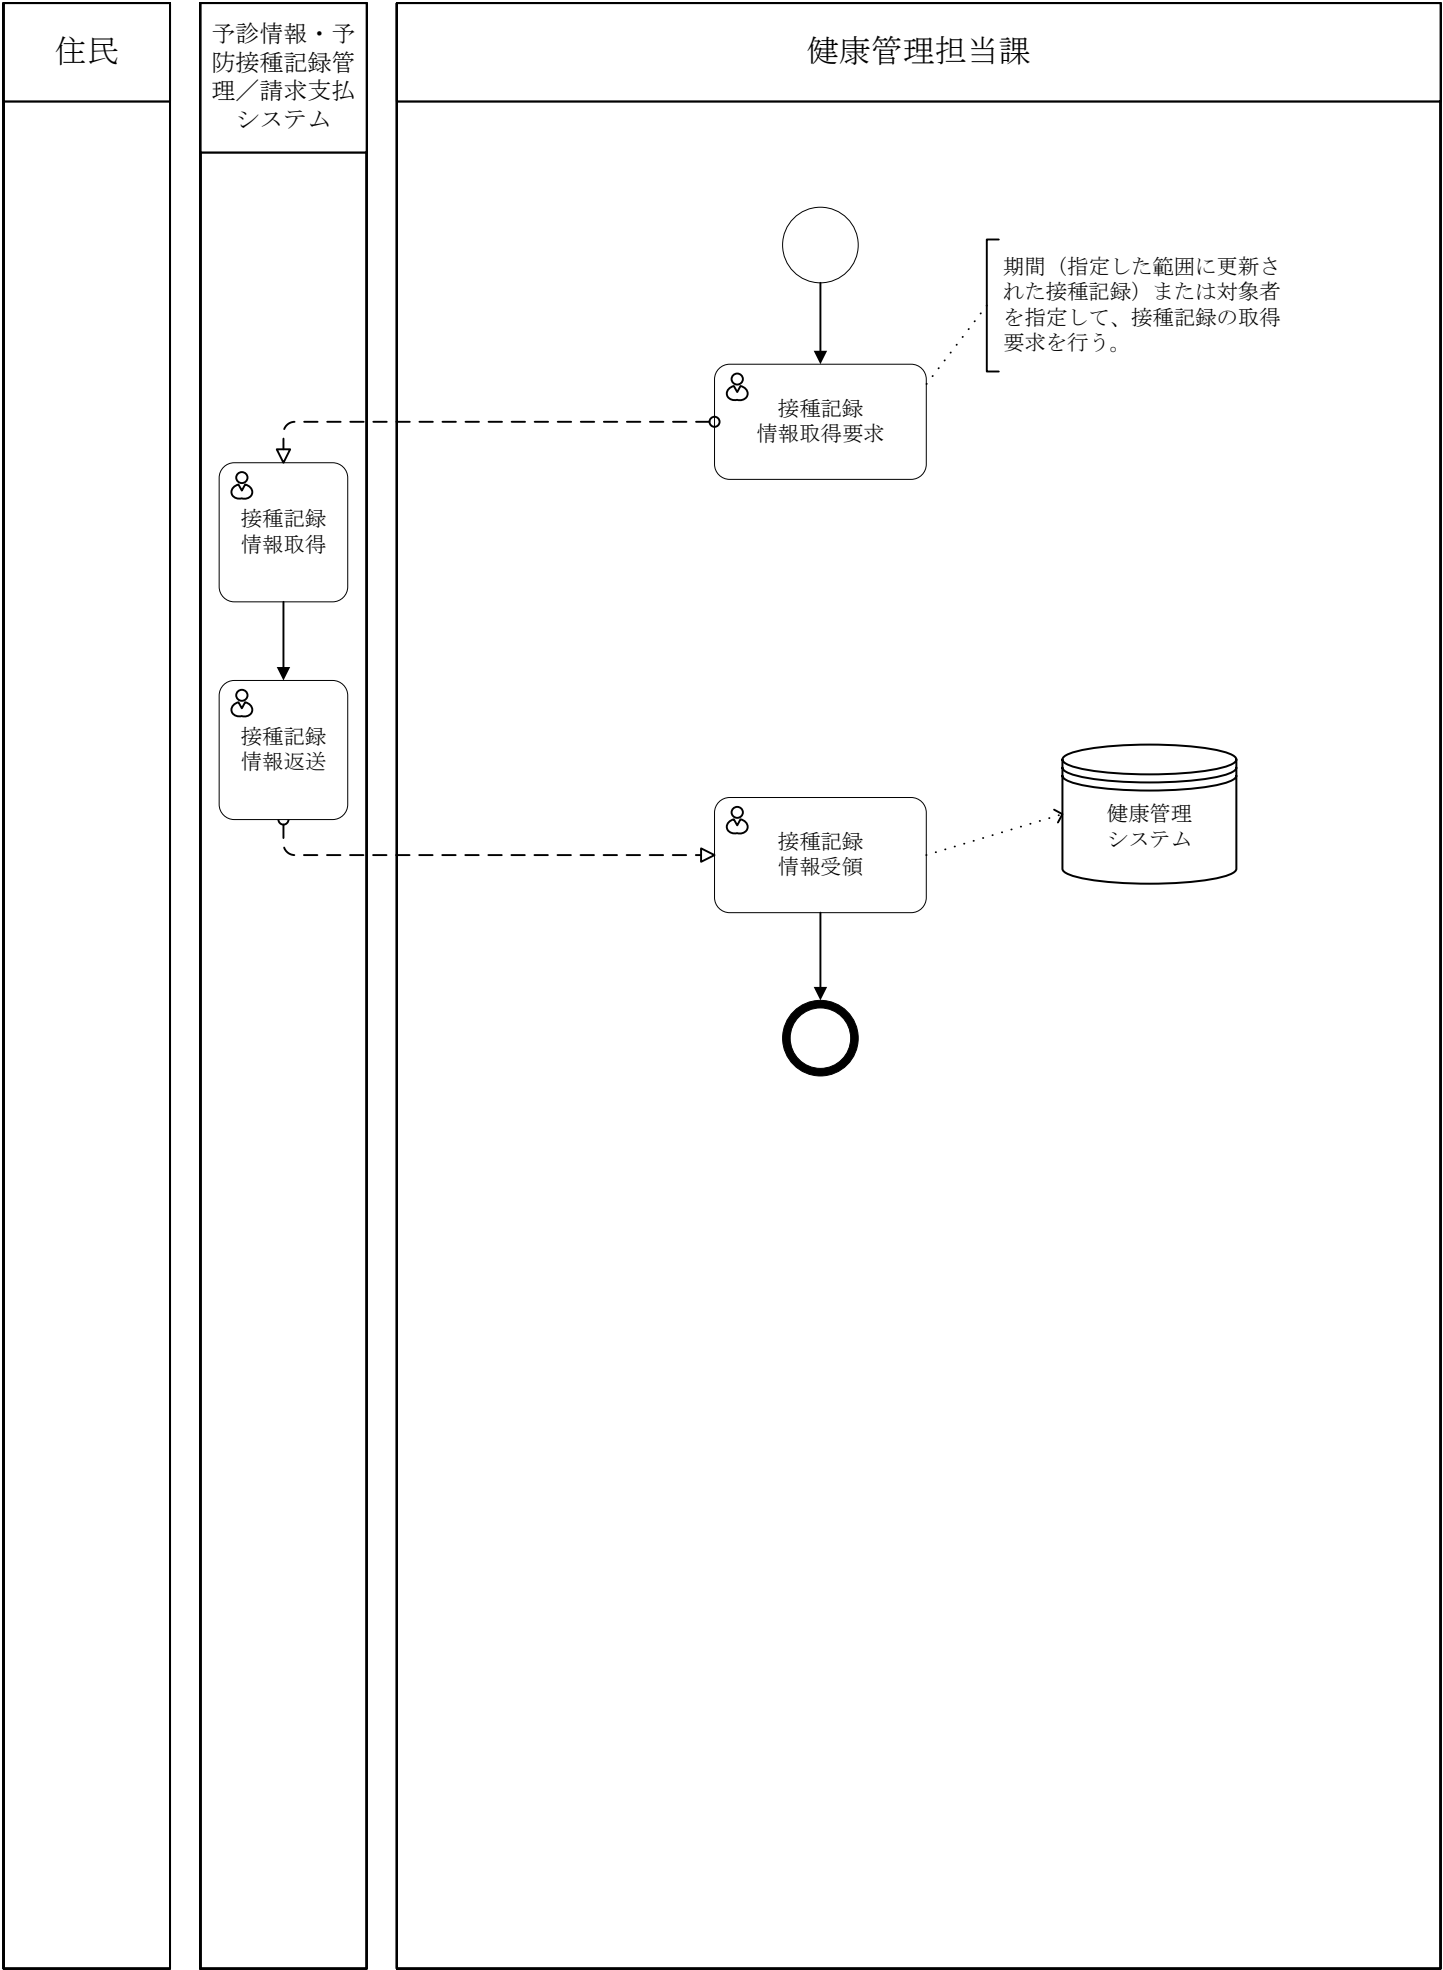 住民
予診情報・予
防接種記録管
理／請求支払
システム
健康管理担当課
期間（指定した範囲に更新さ
れた接種記録）または対象者
を指定して、接種記録の取得
要求を行う。
接種記録
情報取得要求
接種記録
情報取得
接種記録
情報返送
接種記録
情報受領
健康管理
システム